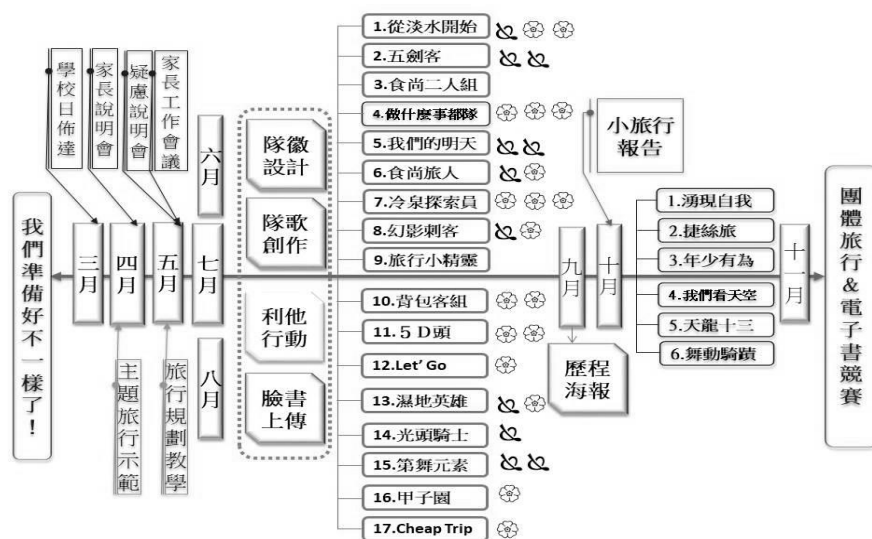 我們準備好不一樣了！
學校日佈達
家長說明會
疑慮說明會
家長工作會議
三月
四月
五月
六月
七月
八月
主題旅行示範
旅行規劃教學
隊徽
設計
隊歌
創作
利他
行動
臉書
上傳
1.從淡水開始
2.五劍客
3.食尚二人組
4.做什麼事都隊
5.我們的明天
6.食尚旅人
7.冷泉探索員
8.幻影刺客
9.旅行小精靈
10.背包客組
11.５Ｄ頭
12.Let’ Go
13.濕地英雄
14.光頭騎士
15.第舞元素
16.甲子園
17.Cheap Trip
九月
十月
小旅行
報告
歷程
海報
1.湧現自我
2.捷絲旅
3.年少有為
4.我們看天空
5.天龍十三
6.舞動騎蹟
十一月
團體旅行&電子書競賽